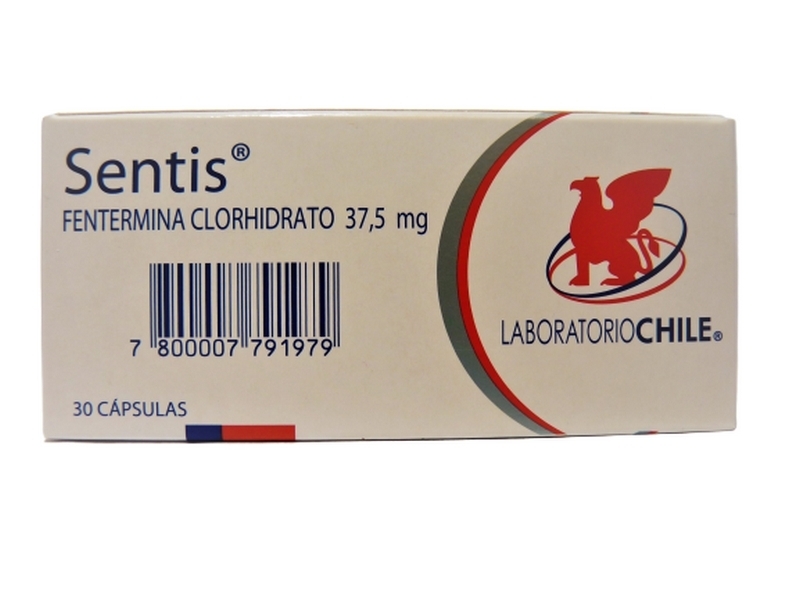 Sentis®
FENTERMINA CLORHIDRATO 37,5 mg
7 800007 791979
30 CÁPSULAS
LABORATORIOCHILE®